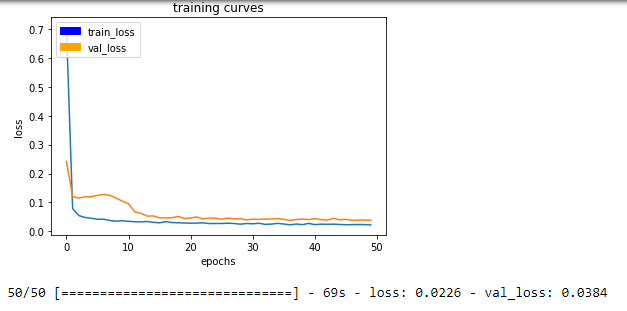 training curves
train_loss
val_loss
0.7
0.6
0.5
0.4
0.3
0.2
0.1
0.0
loss
0 10 20 30 40 50
epochs
50/50 [==============================] - 69s - loss: 0.0226 - val_loss: 0.0384